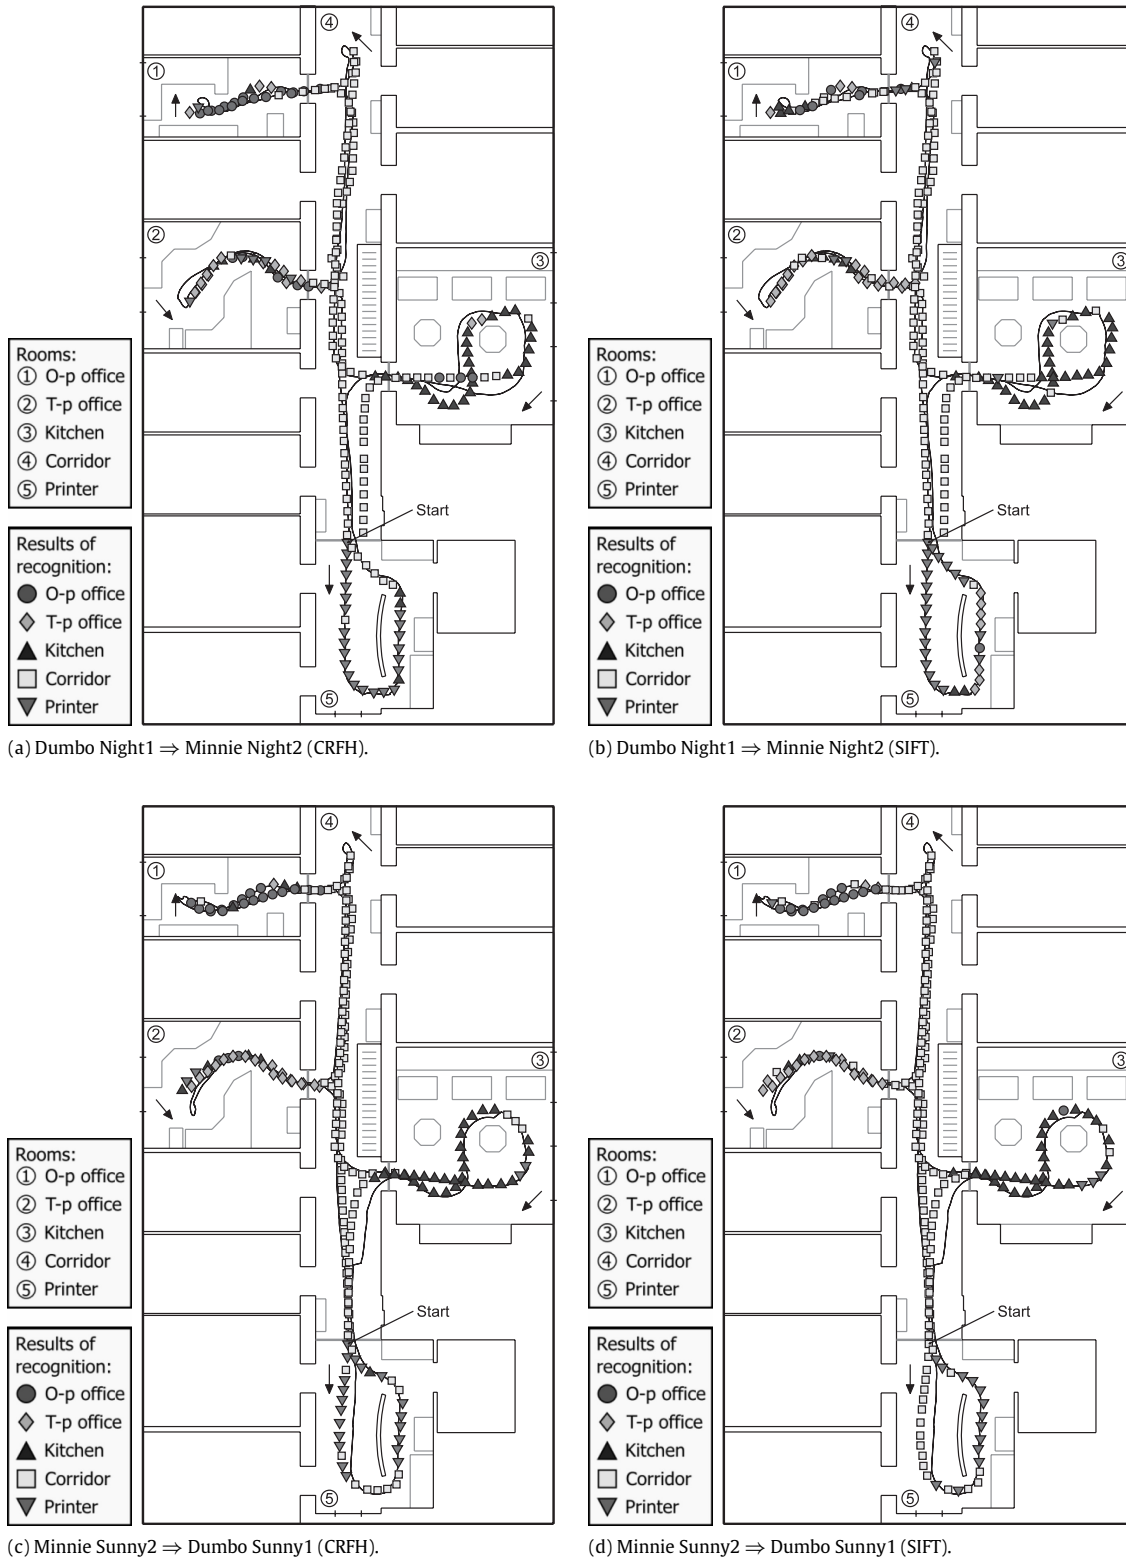 ④
①
②
③
Rooms:
① O-p office
② T-p office
③ Kitchen
④ Corridor
⑤ Printer
Start
Results of
recognition:
O-p office
T-p office
Kitchen
Corridor
Printer
⑤
(a) Dumbo Night1 ⇒ Minnie Night2 (CRFH).
④
①
②
③
Rooms:
① O-p office
② T-p office
③ Kitchen
④ Corridor
⑤ Printer
Start
Results of
recognition:
O-p office
T-p office
Kitchen
Corridor
Printer
⑤
(b) Dumbo Night1 ⇒ Minnie Night2 (SIFT).
④
①
②
③
Rooms:
① O-p office
② T-p office
③ Kitchen
④ Corridor
⑤ Printer
Start
Results of
recognition:
O-p office
T-p office
Kitchen
Corridor
Printer
⑤
(c) Minnie Sunny2 ⇒ Dumbo Sunny1 (CRFH).
④
①
②
③
Rooms:
① O-p office
② T-p office
③ Kitchen
④ Corridor
⑤ Printer
Start
Results of
recognition:
O-p office
T-p office
Kitchen
Corridor
Printer
⑤
(d) Minnie Sunny2 ⇒ Dumbo Sunny1 (SIFT).